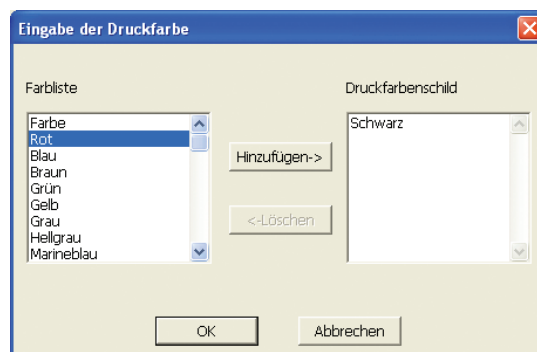 Eingabe der Druckfarbe
Farbliste
Druckfarbenschild
Farbe
Rot
Blau
Braun
Grün
Gelb
Grau
Hellgrau
Marineblau
Hinzufügen->
<-Löschen
Schwarz
OK
Abbrechen